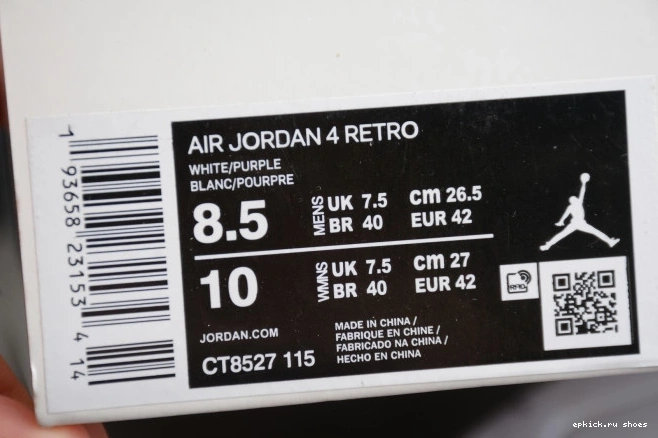 AIR JORDAN 4 RETRO
WHITE/PURPLE
BLANC/POURPRE
8.5 MENS UK 7.5 cm 26.5
BR 40 EUR 42
10 WMNS UK 7.5 cm 27
BR 40 EUR 42
JORDAN.COM
CT8527 115
MADE IN CHINA /
FABRIQUE EN CHINE /
FABRICADO NA CHINA /
HECHO EN CHINA
RFID
1 93658 23153 4 14
epkick.ru shoes